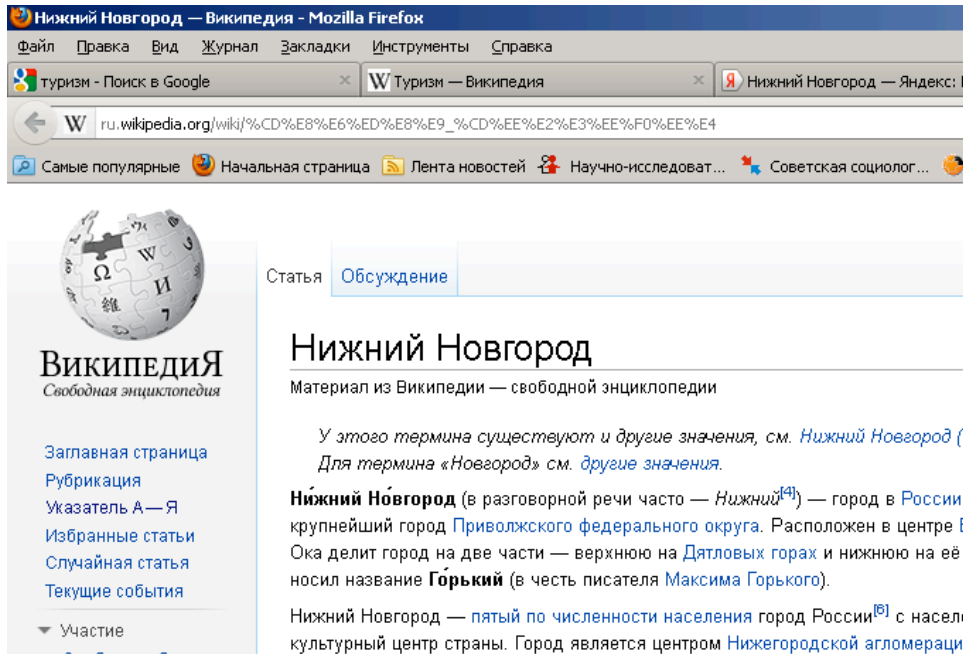 Нижний Новгород — Википедия - Mozilla Firefox
Файл Правка Вид Журнал Закладки Инструменты Справка
туризм - Поиск в Google × W Туризм — Википедия × Я Нижний Новгород — Яндекс:
W ru.wikipedia.org/wiki/%CD%E8%E6%ED%E8%E9_%CD%EE%E2%E3%EE%F0%EE%E4
Самые популярные Начальная страница Лента новостей Научно-исследоват... Советская социолог...
Статья Обсуждение
ВикипедиЯ
Свободная энциклопедия
Заглавная страница
Рубрикация
Указатель А — Я
Избранные статьи
Случайная статья
Текущие события
Участие
Нижний Новгород
Материал из Википедии — свободной энциклопедии
У этого термина существуют и другие значения, см. Нижний Новгород (
Для термина «Новгород» см. другие значения.
Ни́жний Но́вгород (в разговорной речи часто — Нижний[4]) — город в России
крупнейший город Приволжского федерального округа. Расположен в центре
Ока делит город на две части — верхнюю на Дятловых горах и нижнюю на её
носил название Го́рький (в честь писателя Максима Горького).
Нижний Новгород — пятый по численности населения город России[6] с насел
культурный центр страны. Город является центром Нижегородской агломераци